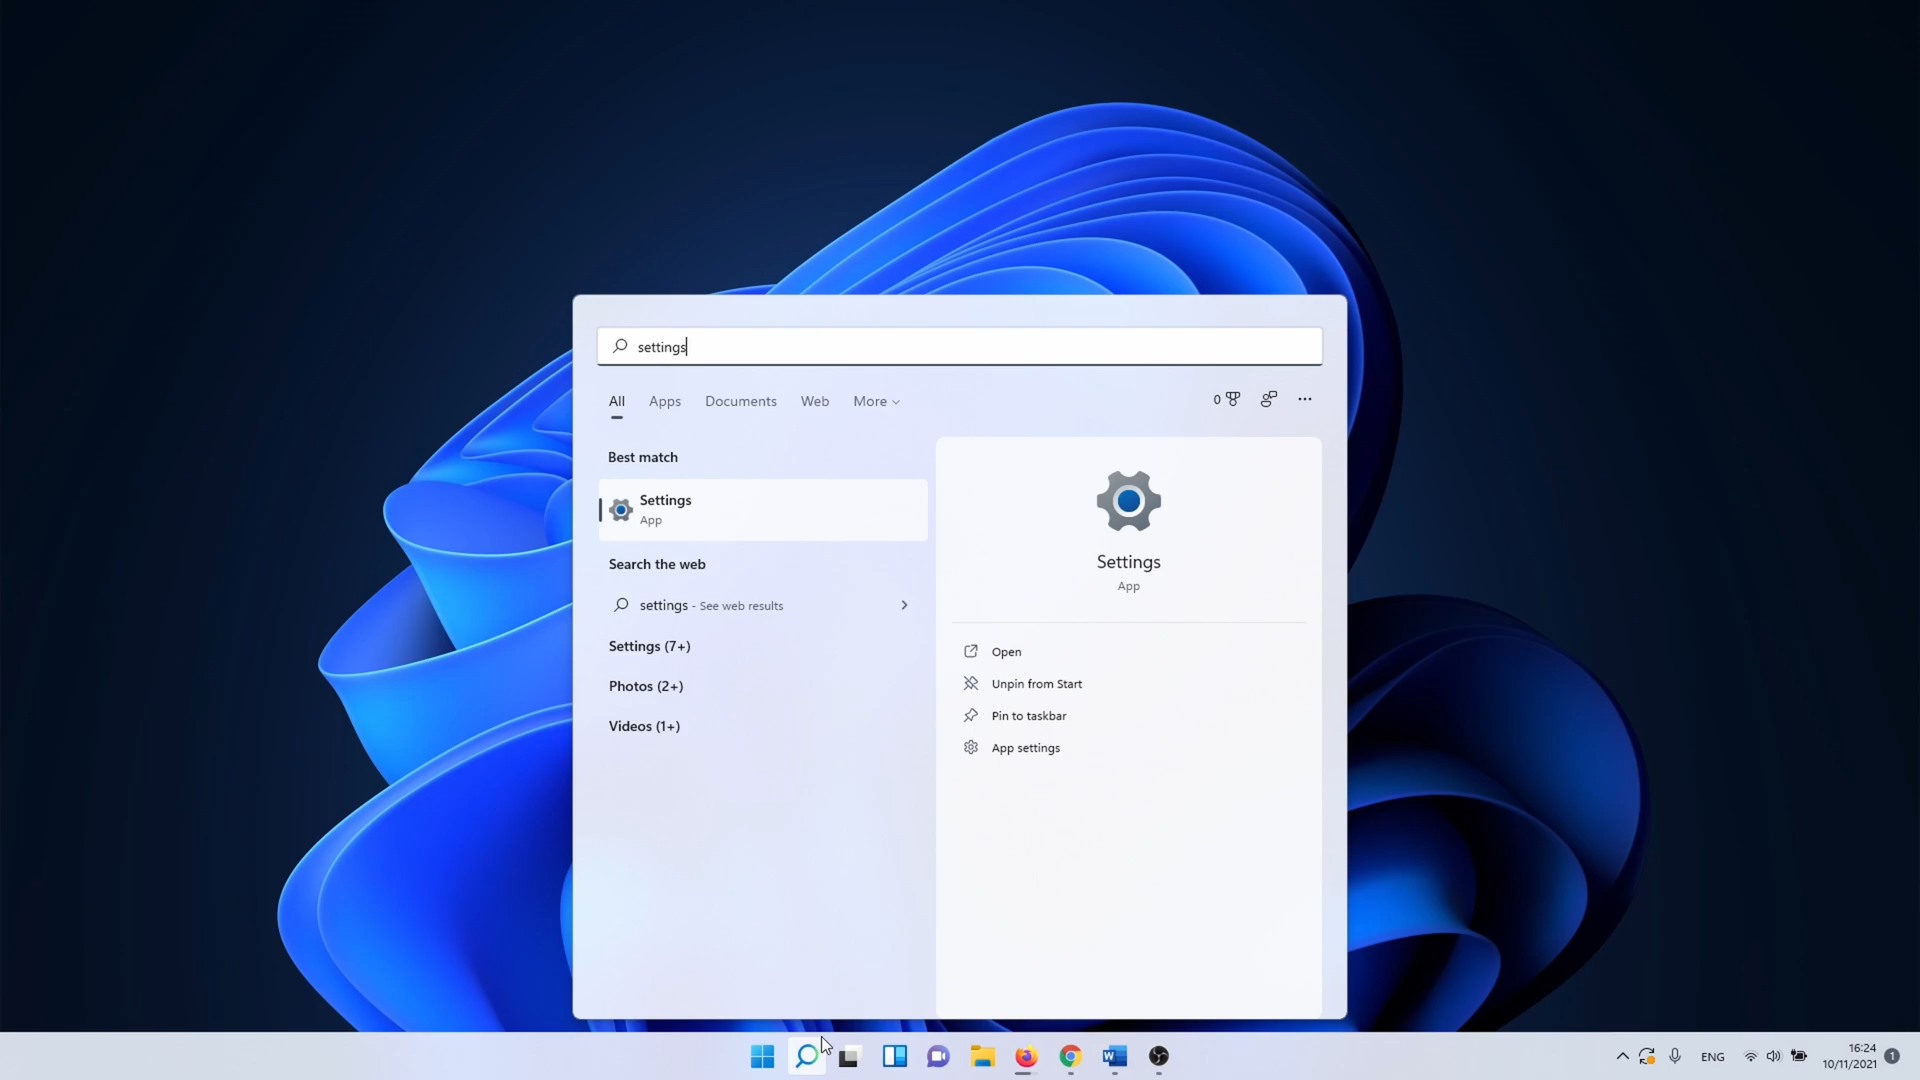 settings
All Apps Documents Web More
0
Best match
Settings
App
Search the web
settings - See web results
Settings (7+)
Photos (2+)
Videos (1+)
Settings
App
Open
Unpin from Start
Pin to taskbar
App settings
W
ENG
16:24
10/11/2021
1